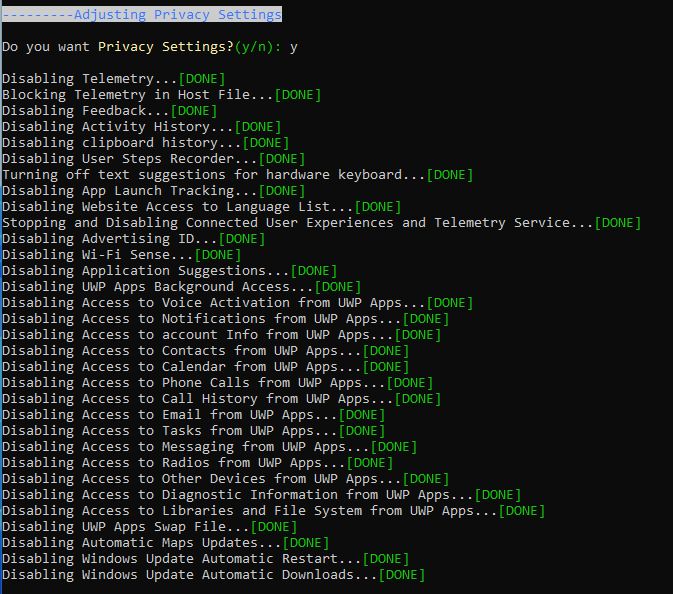 ---------Adjusting Privacy Settings
Do you want Privacy Settings?(y/n): y
Disabling Telemetry...[DONE]
Blocking Telemetry in Host File...[DONE]
Disabling Feedback...[DONE]
Disabling Activity History...[DONE]
Disabling clipboard history...[DONE]
Disabling User Steps Recorder...[DONE]
Turning off text suggestions for hardware keyboard...[DONE]
Disabling App Launch Tracking...[DONE]
Disabling Website Access to Language List...[DONE]
Stopping and Disabling Connected User Experiences and Telemetry Service...[DONE]
Disabling Advertising ID...[DONE]
Disabling Wi-Fi Sense...[DONE]
Disabling Application Suggestions...[DONE]
Disabling UWP Apps Background Access...[DONE]
Disabling Access to Voice Activation from UWP Apps...[DONE]
Disabling Access to Notifications from UWP Apps...[DONE]
Disabling Access to account Info from UWP Apps...[DONE]
Disabling Access to Contacts from UWP Apps...[DONE]
Disabling Access to Calendar from UWP Apps...[DONE]
Disabling Access to Phone Calls from UWP Apps...[DONE]
Disabling Access to Call History from UWP Apps...[DONE]
Disabling Access to Email from UWP Apps...[DONE]
Disabling Access to Tasks from UWP Apps...[DONE]
Disabling Access to Messaging from UWP Apps...[DONE]
Disabling Access to Radios from UWP Apps...[DONE]
Disabling Access to Other Devices from UWP Apps...[DONE]
Disabling Access to Diagnostic Information from UWP Apps...[DONE]
Disabling Access to Libraries and File System from UWP Apps...[DONE]
Disabling UWP Apps Swap File...[DONE]
Disabling Automatic Maps Updates...[DONE]
Disabling Windows Update Automatic Restart...[DONE]
Disabling Windows Update Automatic Downloads...[DONE]